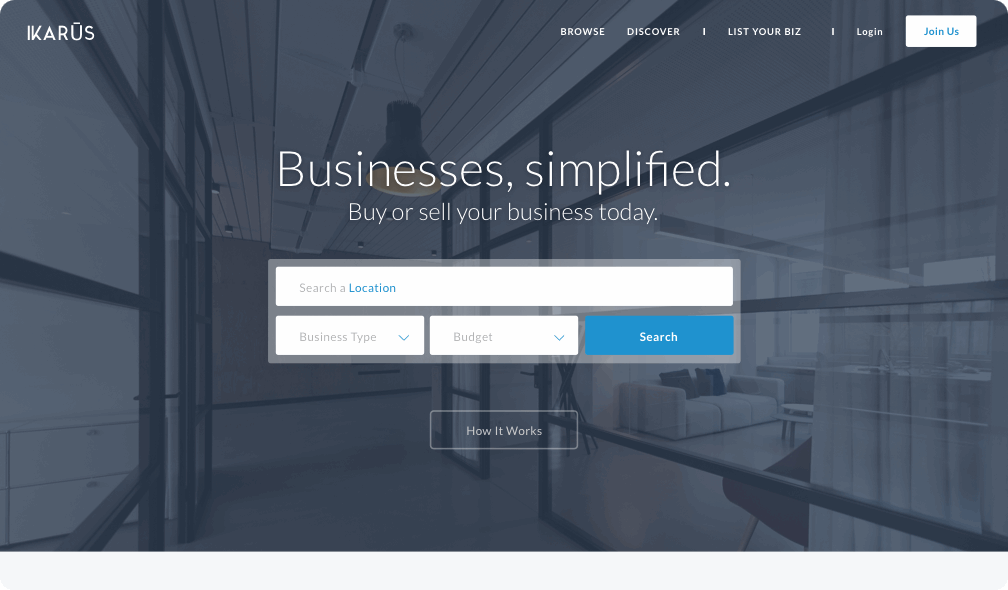 IKARŪS
BROWSE DISCOVER | LIST YOUR BIZ | Login Join Us
Businesses, simplified.
Buy or sell your business today.
Search a Location
Business Type Budget Search
How It Works